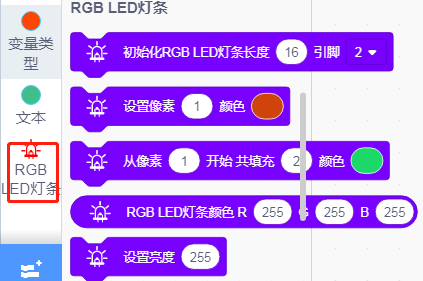 RGB LED灯条
变量类
型
文本
RGB
LED灯条
初始化RGB LED灯条长度 16 引脚 2
设置像素 1 颜色
从像素 1 开始 共填充 2 颜色
RGB LED灯条颜色 R 255 G 255 B 255
设置亮度 255